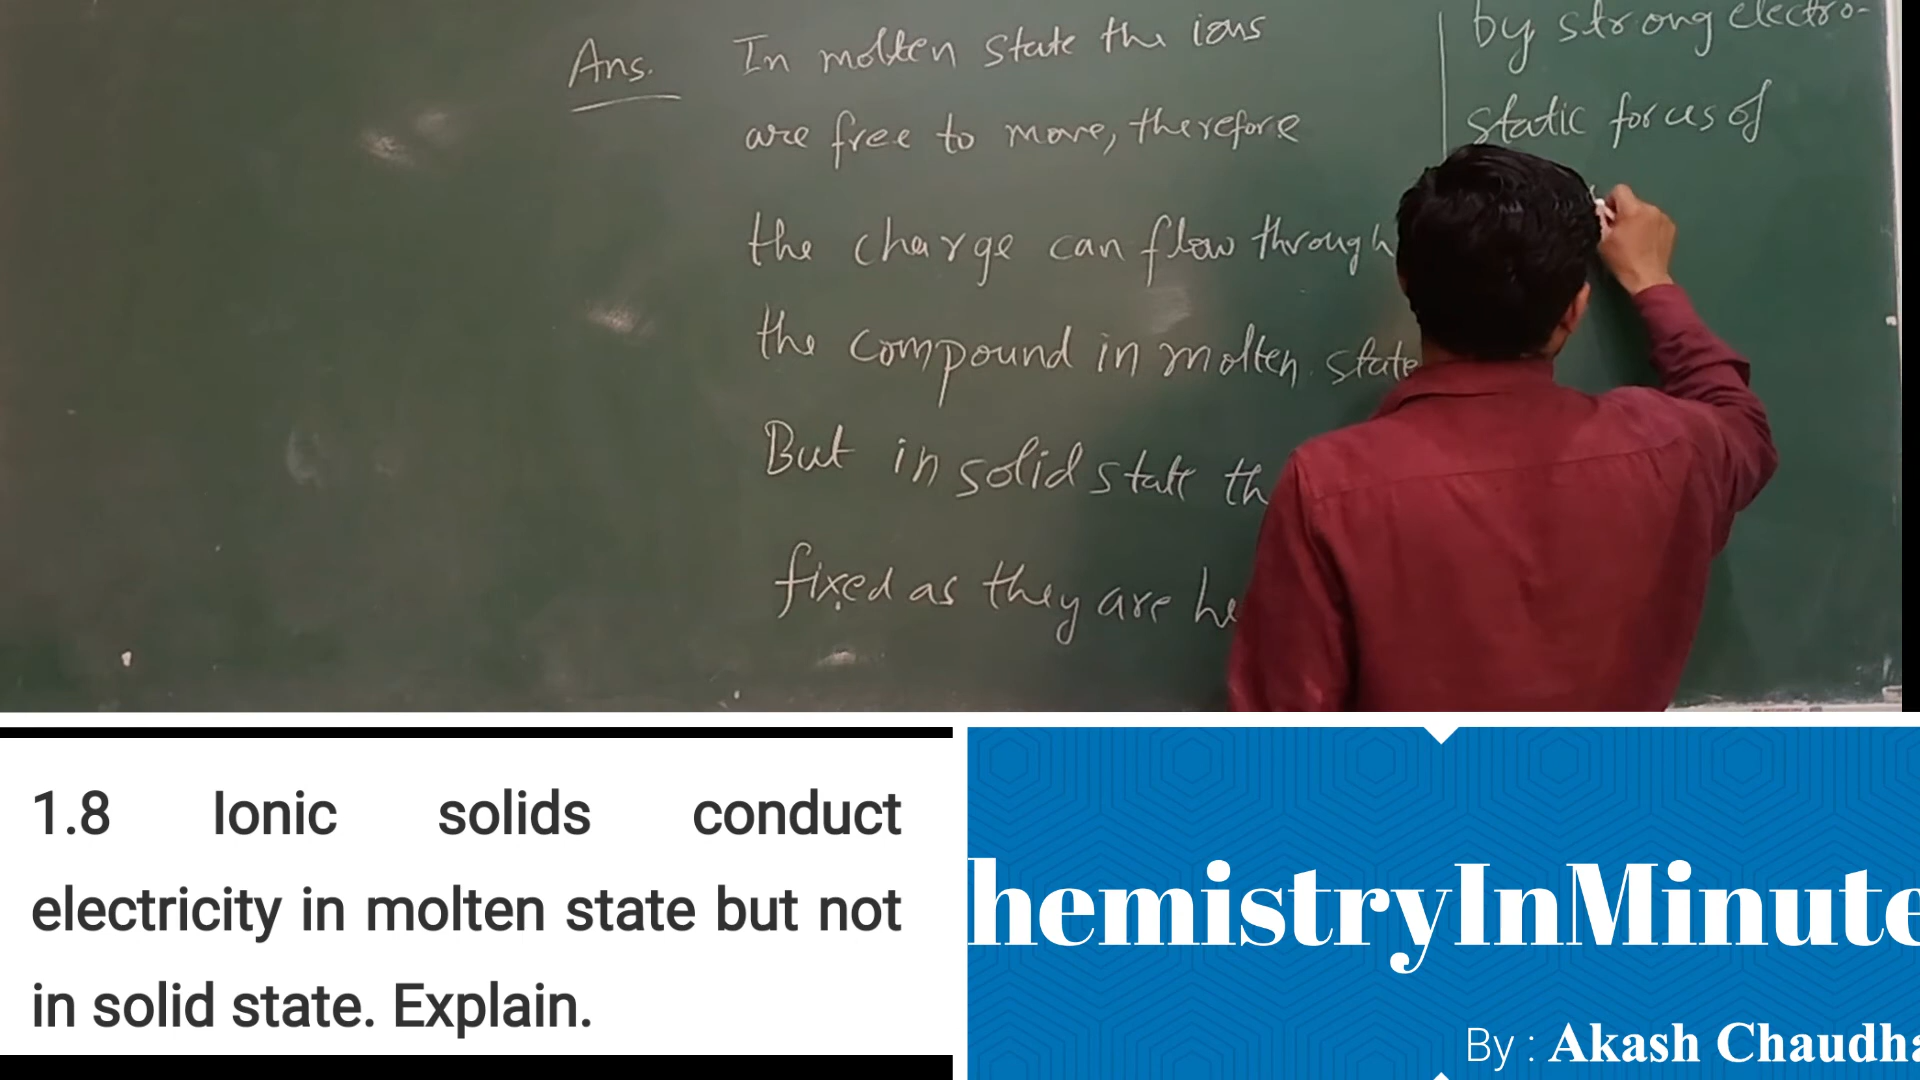 Ans. In molten state the ions
are free to move, therefore
the charge can flow through
the compound in molten state
But in solid state th
fixed as they are he
by strong electro-
static forces of
1.8 Ionic solids conduct
electricity in molten state but not
in solid state. Explain.
hemistryInMinute
By : Akash Chaudha